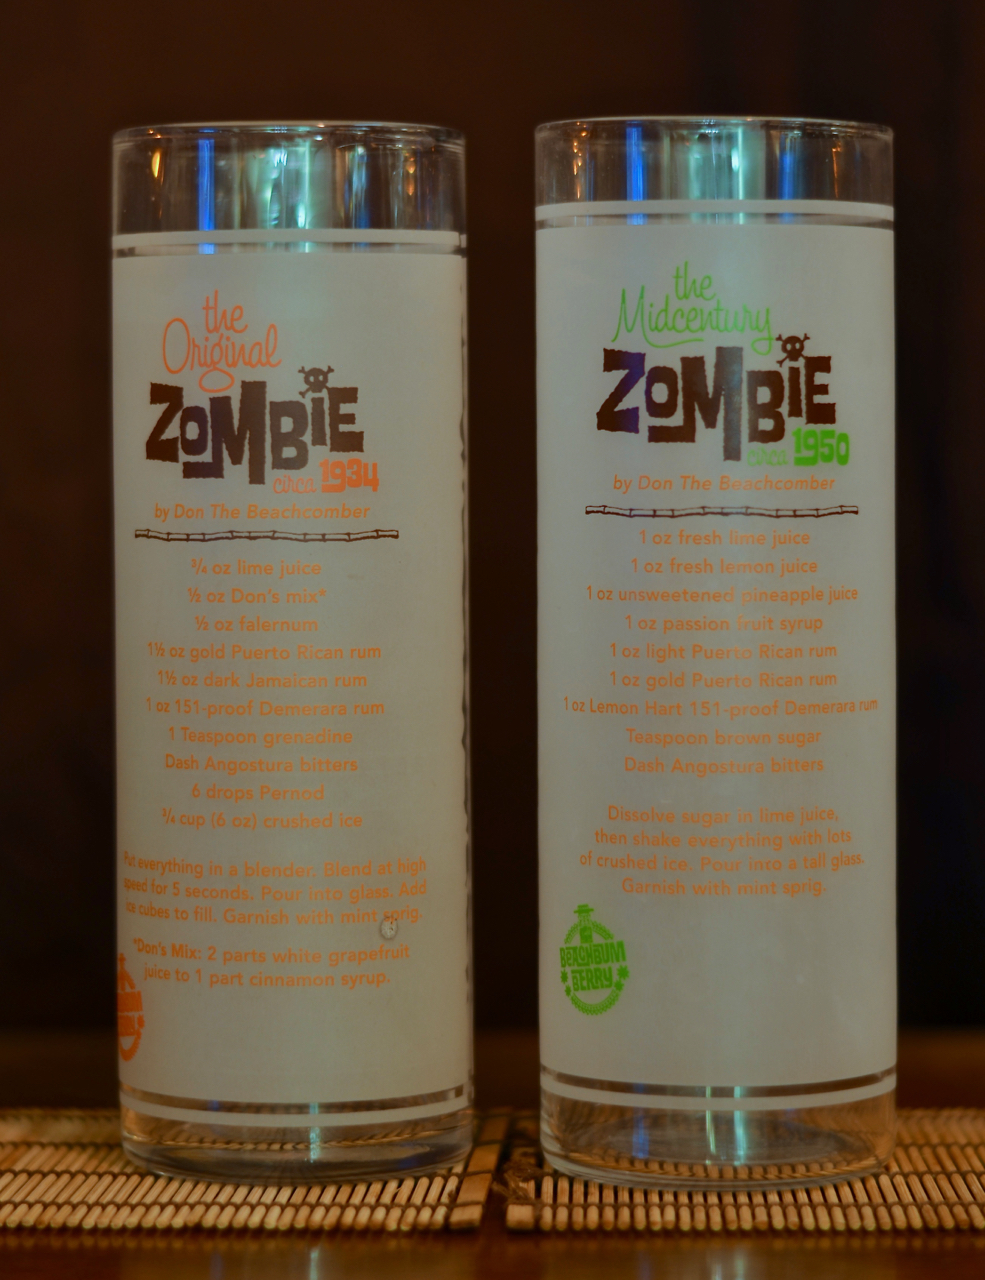 the
Original
ZOMBiE
circa 1934
by Don The Beachcomber
¾ oz lime juice
½ oz Don's mix*
½ oz falernum
1½ oz gold Puerto Rican rum
1½ oz dark Jamaican rum
1 oz 151-proof Demerara rum
1 Teaspoon grenadine
Dash Angostura bitters
6 drops Pernod
¾ cup (6 oz) crushed ice
Put everything in a blender. Blend at high
speed for 5 seconds. Pour into glass. Add
ice cubes to fill. Garnish with mint sprig.
*Don's Mix: 2 parts white grapefruit
juice to 1 part cinnamon syrup.
the
Midcentury
ZOMBiE
circa 1950
by Don The Beachcomber
1 oz fresh lime juice
1 oz fresh lemon juice
1 oz unsweetened pineapple juice
1 oz passion fruit syrup
1 oz light Puerto Rican rum
1 oz gold Puerto Rican rum
1 oz Lemon Hart 151-proof Demerara rum
Teaspoon brown sugar
Dash Angostura bitters
Dissolve sugar in lime juice,
then shake everything with lots
of crushed ice. Pour into a tall glass.
Garnish with mint sprig.
BEACHBUM
BERRY